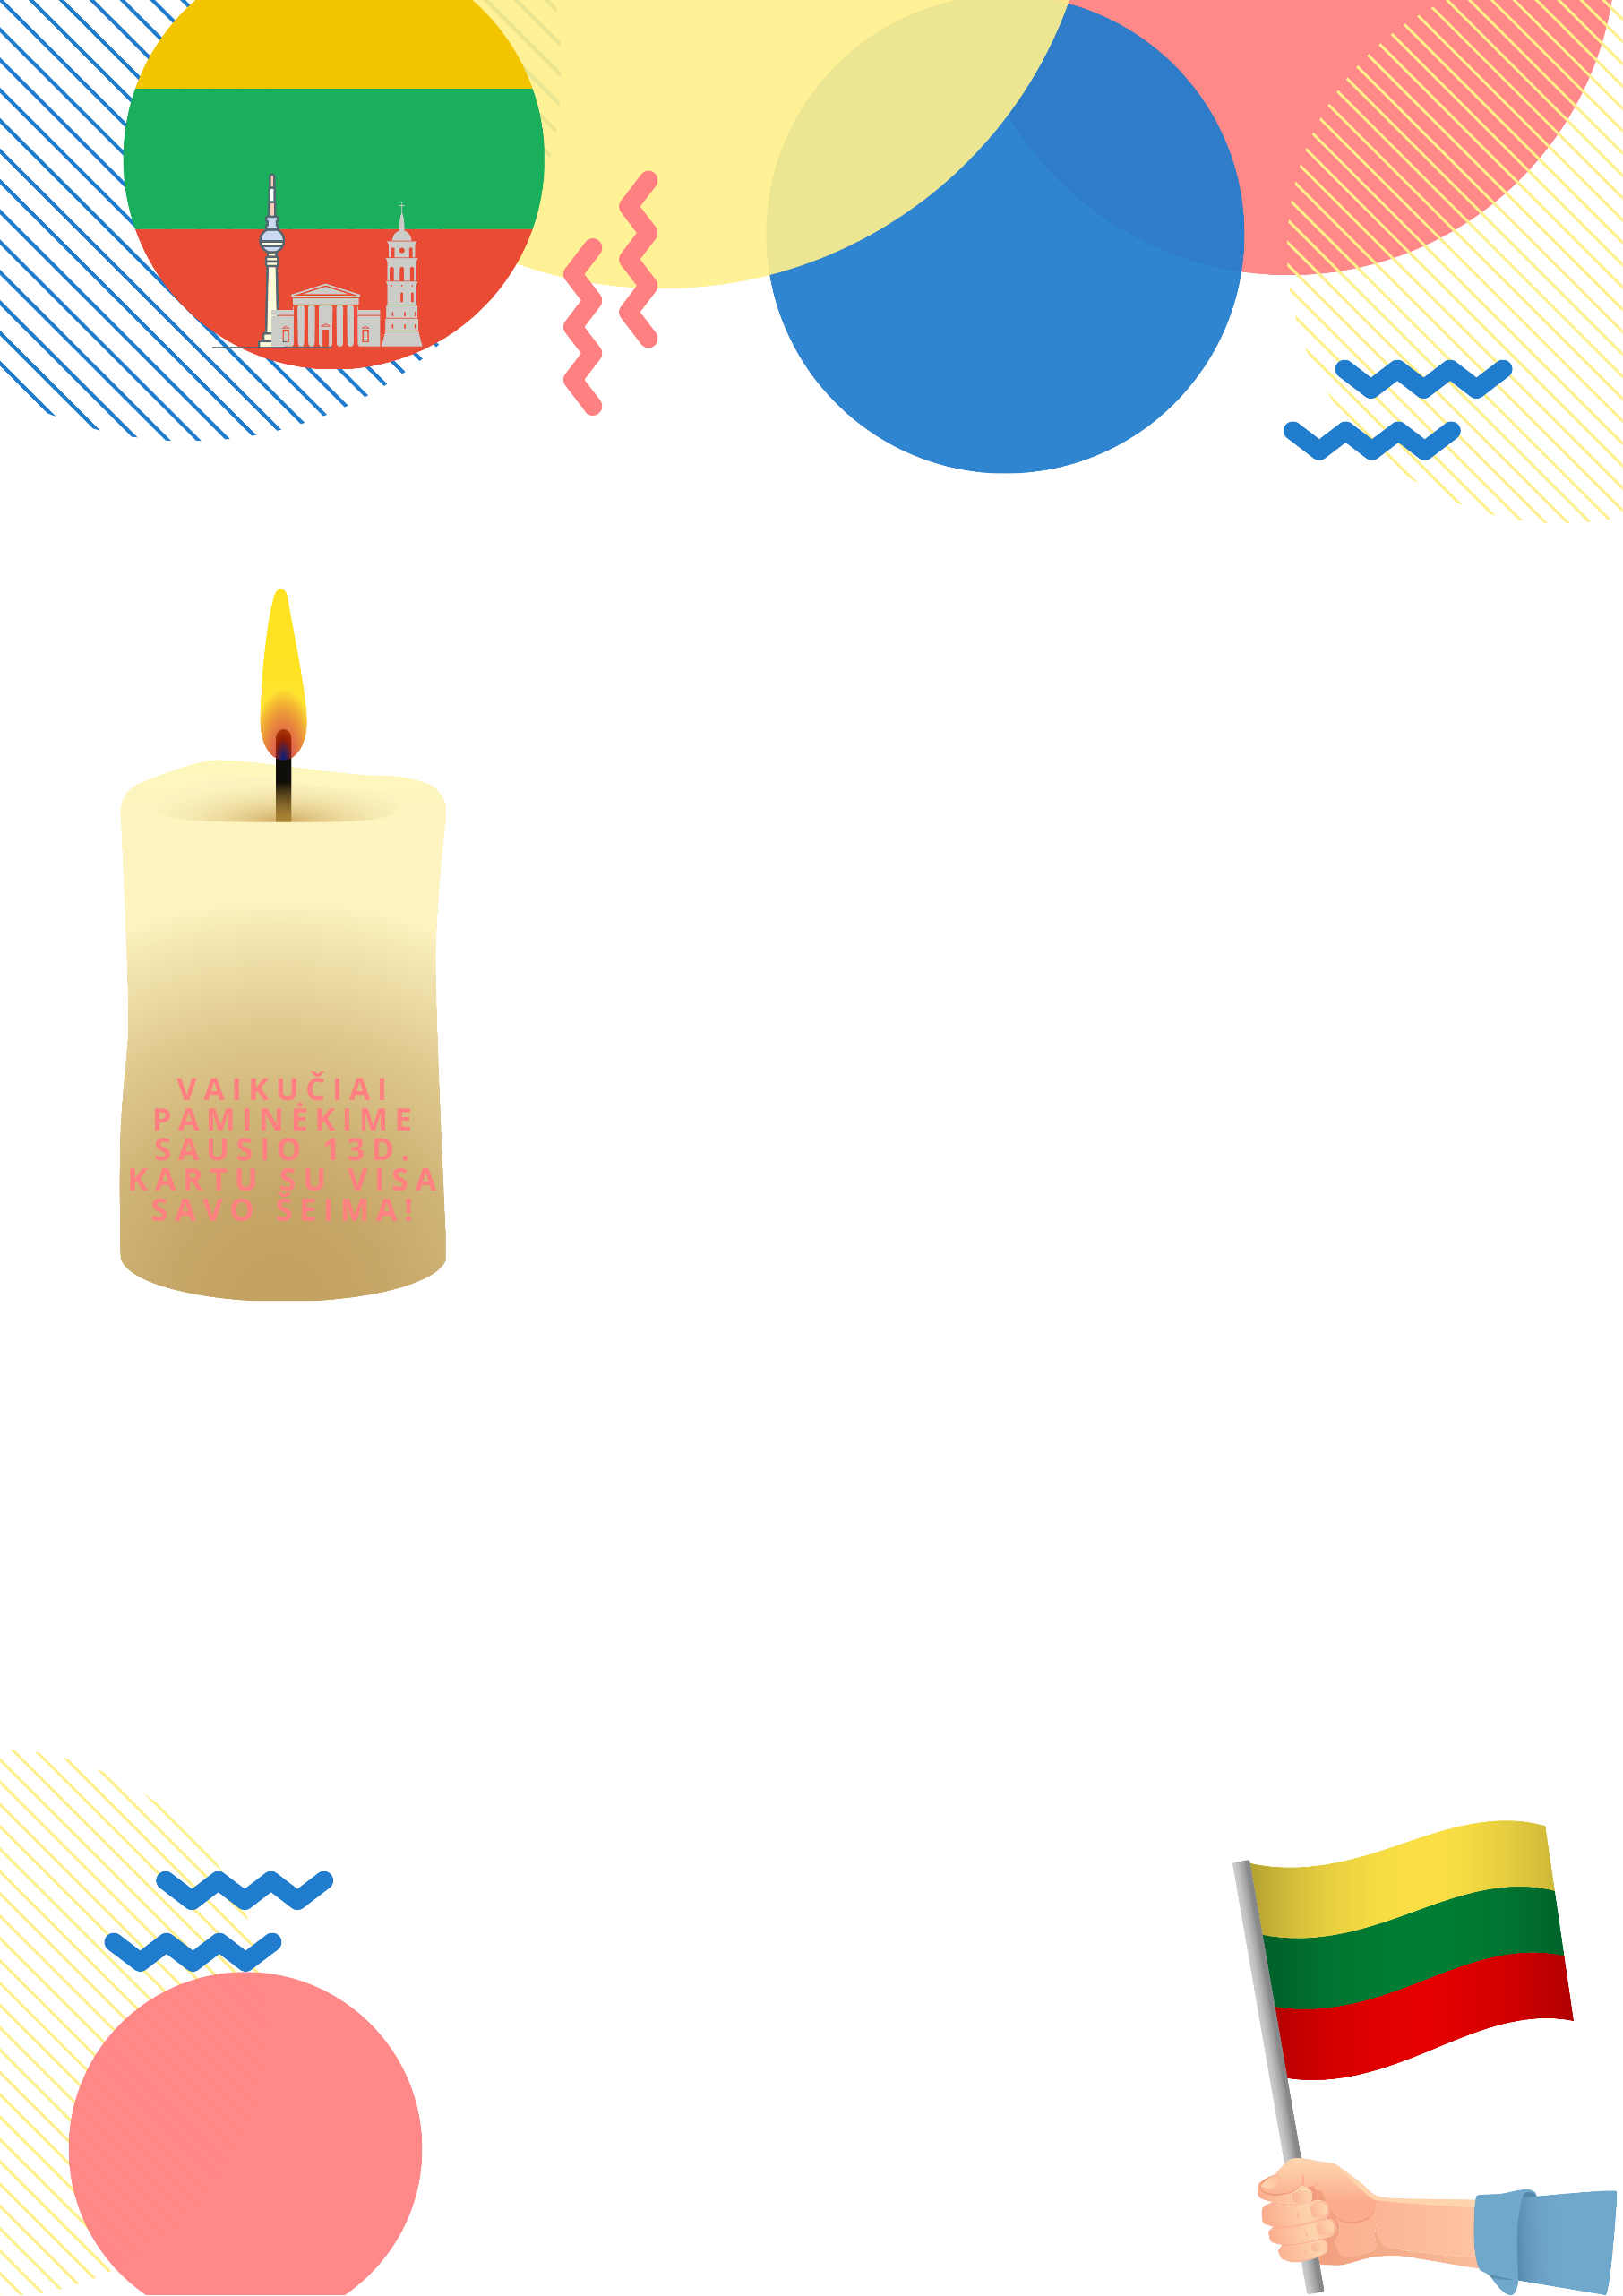 VAIKUČIAI
PAMINĖKIME
SAUSIO 13D.
KARTU SU VISA
SAVO ŠEIMA!